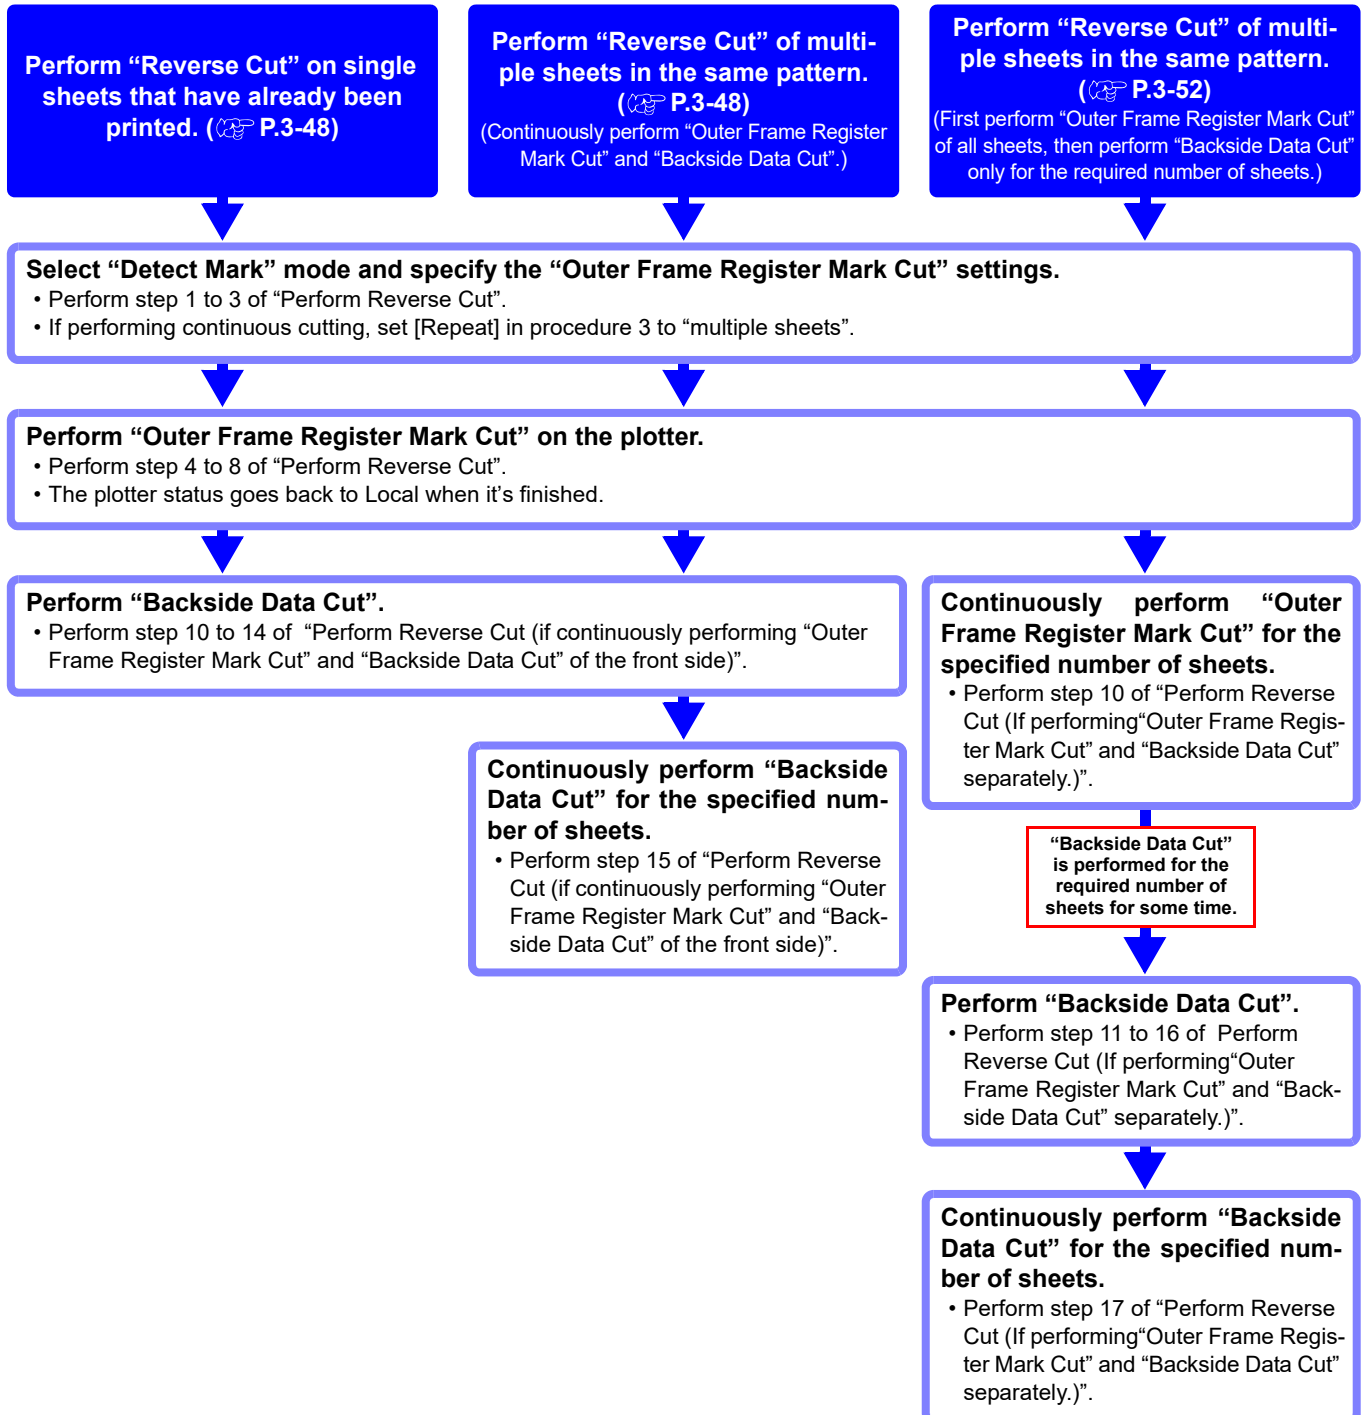 Perform “Reverse Cut” on single
sheets that have already been
printed. (☞ P.3-48)
Perform “Reverse Cut” of multi-
ple sheets in the same pattern.
(☞ P.3-48)
(Continuously perform “Outer Frame Register
Mark Cut” and “Backside Data Cut”.)
Perform “Reverse Cut” of multi-
ple sheets in the same pattern.
(☞ P.3-52)
(First perform “Outer Frame Register Mark Cut”
of all sheets, then perform “Backside Data Cut”
only for the required number of sheets.)
Select “Detect Mark” mode and specify the “Outer Frame Register Mark Cut” settings.
• Perform step 1 to 3 of “Perform Reverse Cut”.
• If performing continuous cutting, set [Repeat] in procedure 3 to “multiple sheets”.
Perform “Outer Frame Register Mark Cut” on the plotter.
• Perform step 4 to 8 of “Perform Reverse Cut”.
• The plotter status goes back to Local when it’s finished.
Perform “Backside Data Cut”.
• Perform step 10 to 14 of “Perform Reverse Cut (if continuously performing “Outer
Frame Register Mark Cut” and “Backside Data Cut” of the front side)”.
Continuously perform “Backside
Data Cut” for the specified num-
ber of sheets.
• Perform step 15 of “Perform Reverse
Cut (if continuously performing “Outer
Frame Register Mark Cut” and “Back-
side Data Cut” of the front side)”.
Continuously perform “Outer
Frame Register Mark Cut” for the
specified number of sheets.
• Perform step 10 of “Perform Reverse
Cut (If performing“Outer Frame Regis-
ter Mark Cut” and “Backside Data Cut”
separately.)”.
“Backside Data Cut”
is performed for the
required number of
sheets for some time.
Perform “Backside Data Cut”.
• Perform step 11 to 16 of Perform
Reverse Cut (If performing“Outer
Frame Register Mark Cut” and “Back-
side Data Cut” separately.)”.
Continuously perform “Backside
Data Cut” for the specified num-
ber of sheets.
• Perform step 17 of “Perform Reverse
Cut (If performing“Outer Frame Regis-
ter Mark Cut” and “Backside Data Cut”
separately.)”.